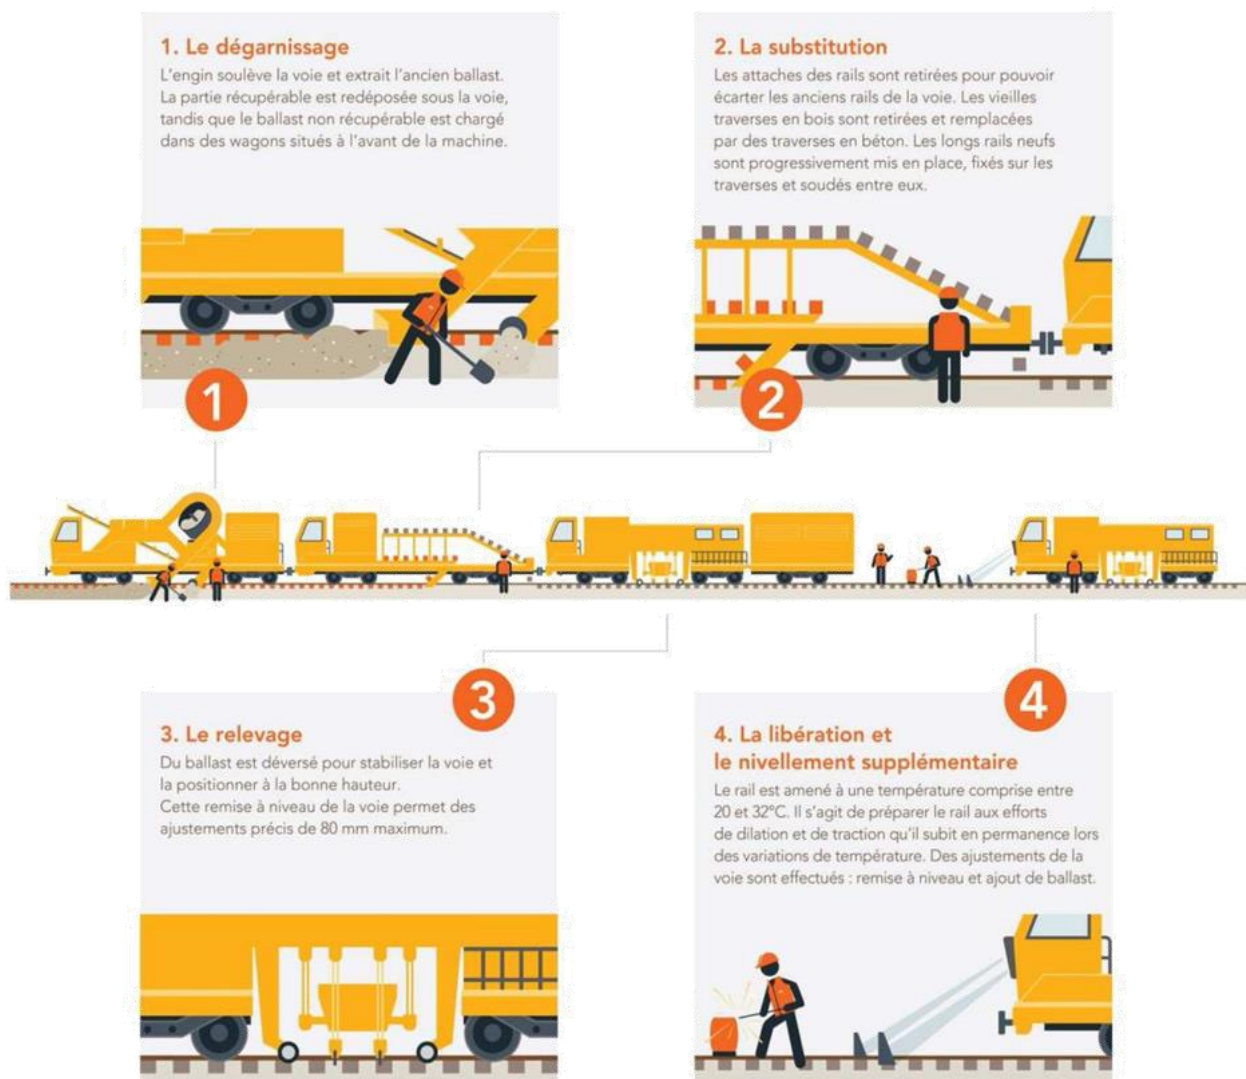 1. Le dégarnissage
L'engin soulève la voie et extrait l'ancien ballast.
La partie récupérable est redéposée sous la voie,
tandis que le ballast non récupérable est chargé
dans des wagons situés à l'avant de la machine.
2. La substitution
Les attaches des rails sont retirées pour pouvoir
écarter les anciens rails de la voie. Les vieilles
traverses en bois sont retirées et remplacées
par des traverses en béton. Les longs rails neufs
sont progressivement mis en place, fixés sur les
traverses et soudés entre eux.
1
2
3
4
3. Le relevage
Du ballast est déversé pour stabiliser la voie et
la positionner à la bonne hauteur.
Cette remise à niveau de la voie permet des
ajustements précis de 80 mm maximum.
4. La libération et
le nivellement supplémentaire
Le rail est amené à une température comprise entre
20 et 32°C. Il s'agit de préparer le rail aux efforts
de dilation et de traction qu'il subit en permanence lors
des variations de température. Des ajustements de la
voie sont effectués : remise à niveau et ajout de ballast.